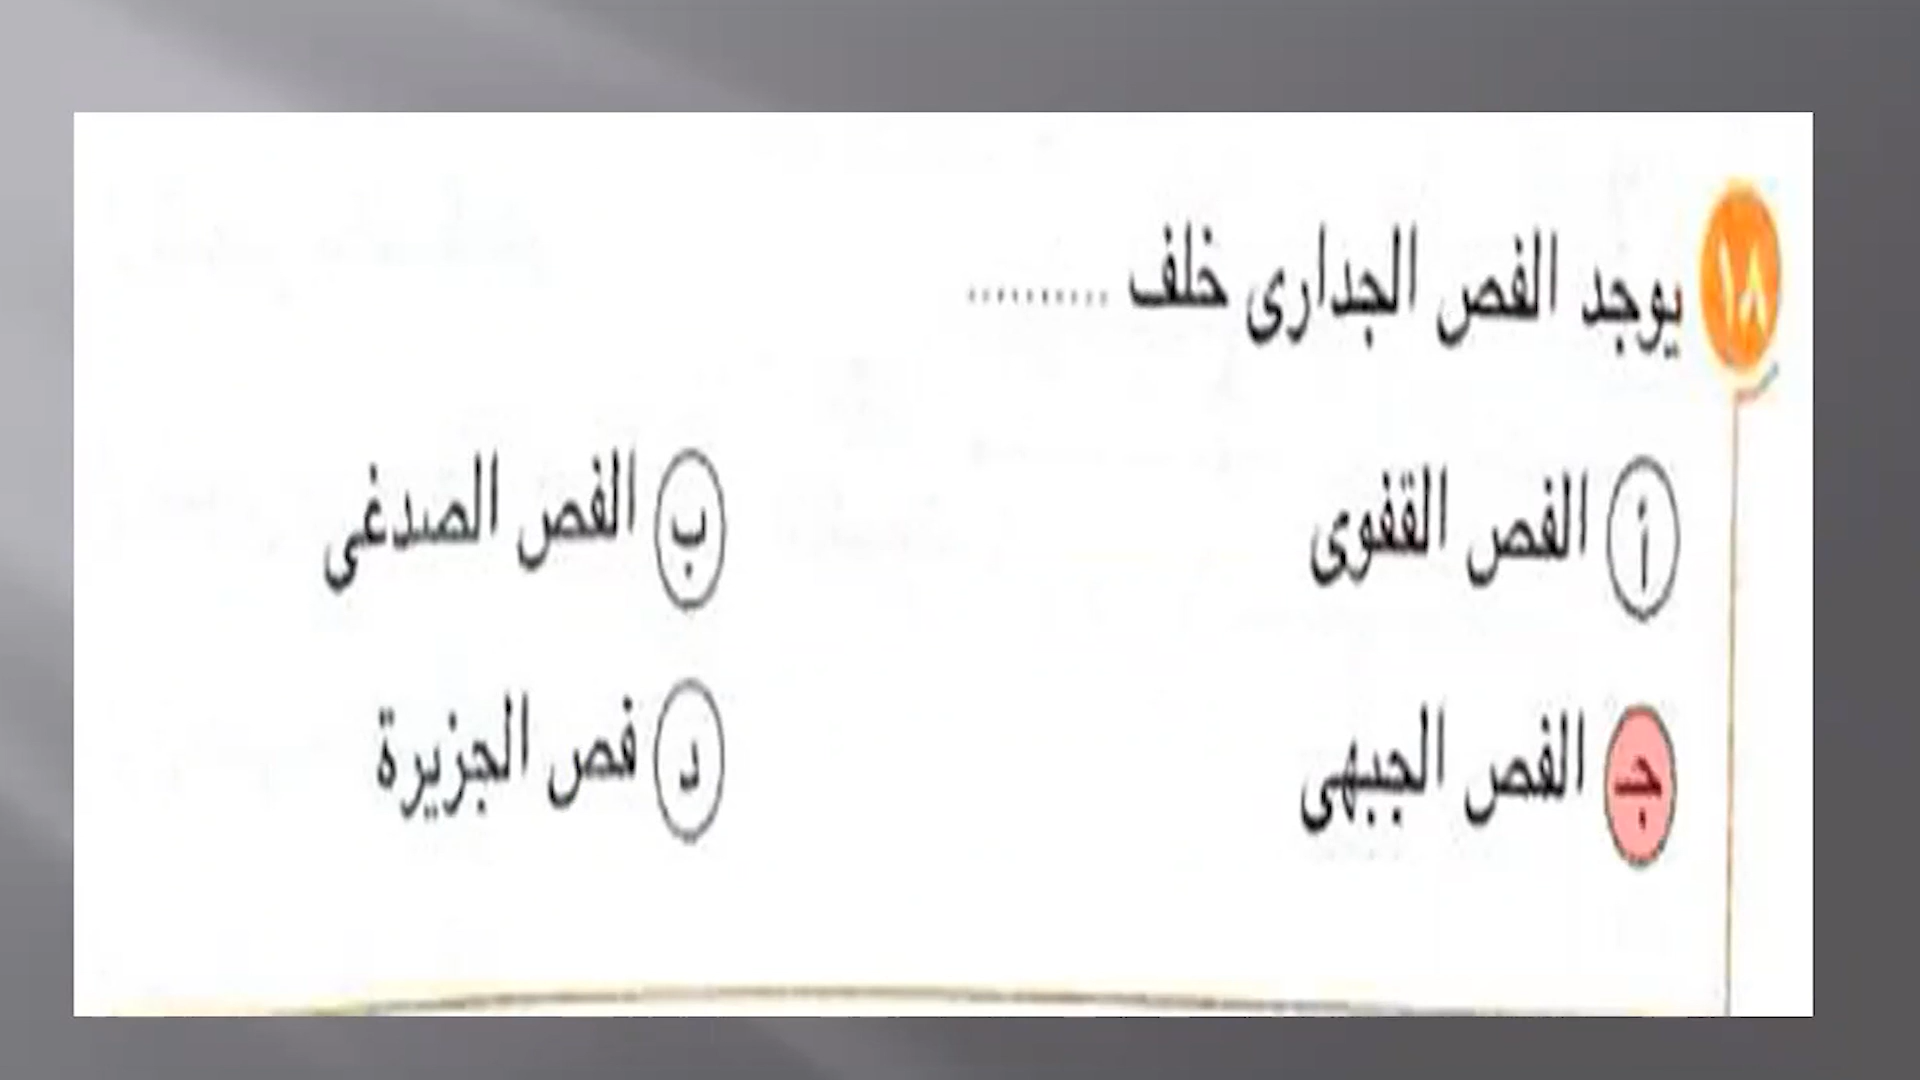 ١٨ يوجد الفص الجدارى خلف ..........
أ الفص القفوى ب الفص الصدغى
جـ الفص الجبهى د فص الجزيرة